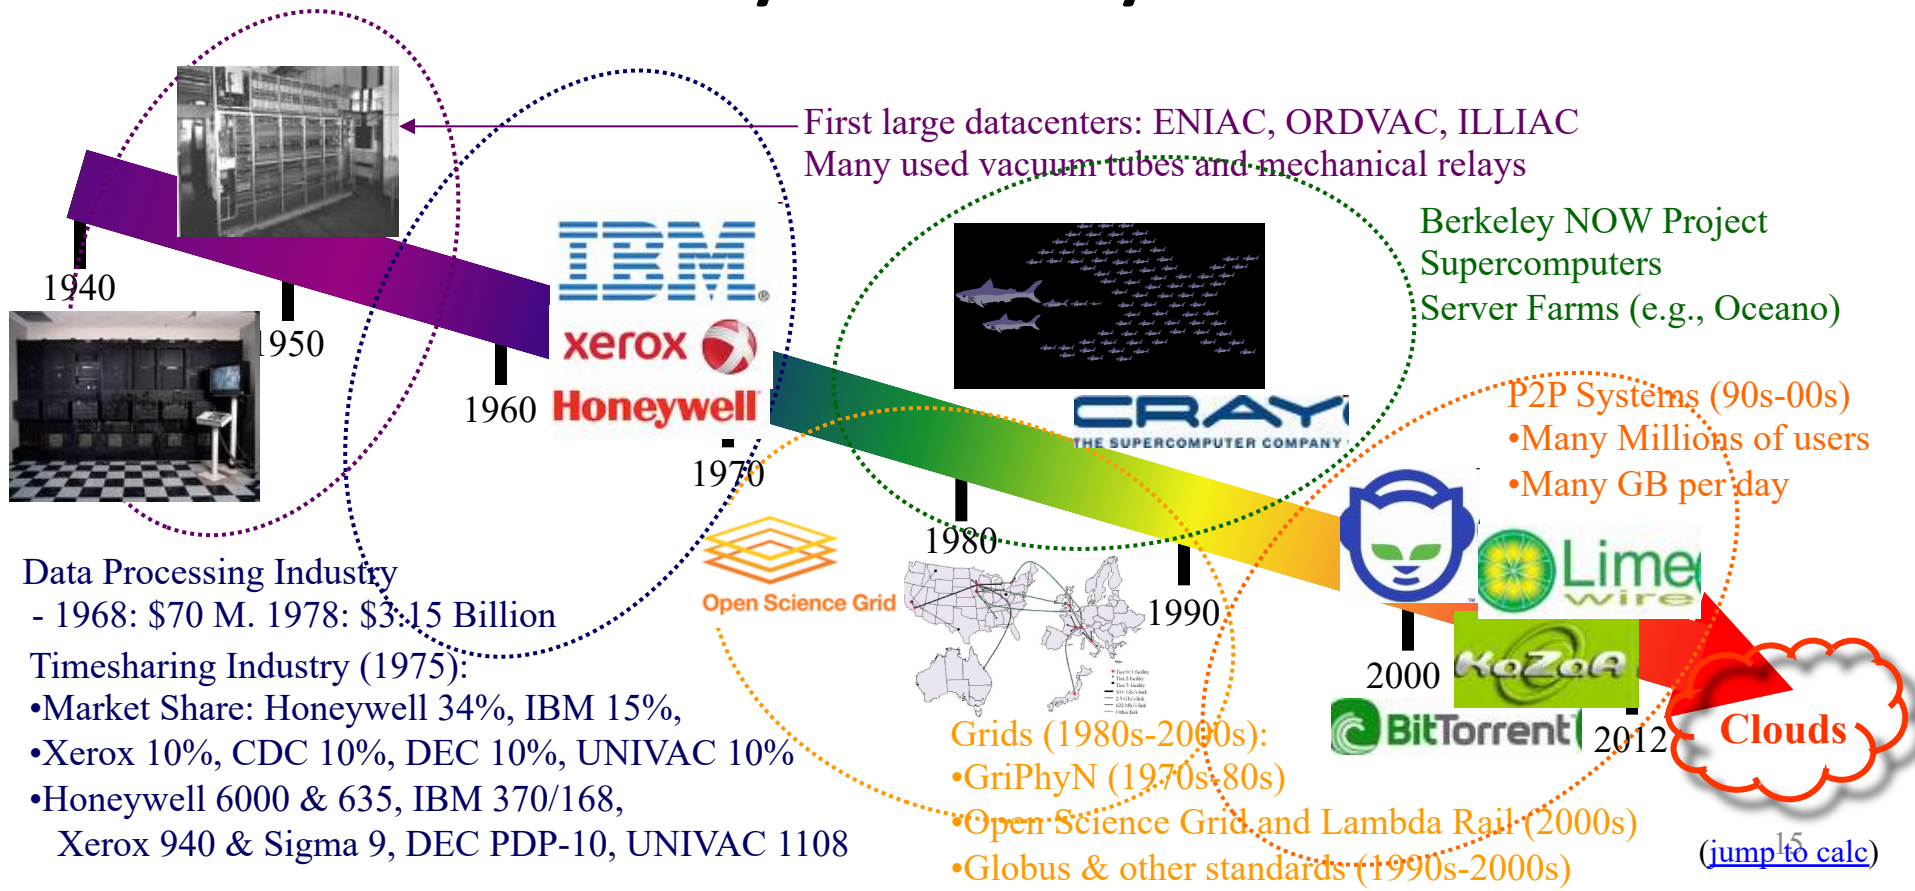 First large datacenters: ENIAC, ORDVAC, ILLIAC
Many used vacuum tubes and mechanical relays
Berkeley NOW Project
Supercomputers
Server Farms (e.g., Oceano)
1940
1950
1960
1970
1980
1990
2000
2012
IBM®
xerox
Honeywell
CRAY
THE SUPERCOMPUTER COMPANY
P2P Systems (90s-00s)
•Many Millions of users
•Many GB per day
Lime
wire
KaZaA
BitTorrent
Clouds
Open Science Grid
Data Processing Industry
- 1968: $70 M. 1978: $3.15 Billion
Timesharing Industry (1975):
•Market Share: Honeywell 34%, IBM 15%,
•Xerox 10%, CDC 10%, DEC 10%, UNIVAC 10%
•Honeywell 6000 & 635, IBM 370/168,
Xerox 940 & Sigma 9, DEC PDP-10, UNIVAC 1108
Grids (1980s-2000s):
•GriPhyN (1970s-80s)
•Open Science Grid and Lambda Rail (2000s)
•Globus & other standards (1990s-2000s)
15
(jump to calc)